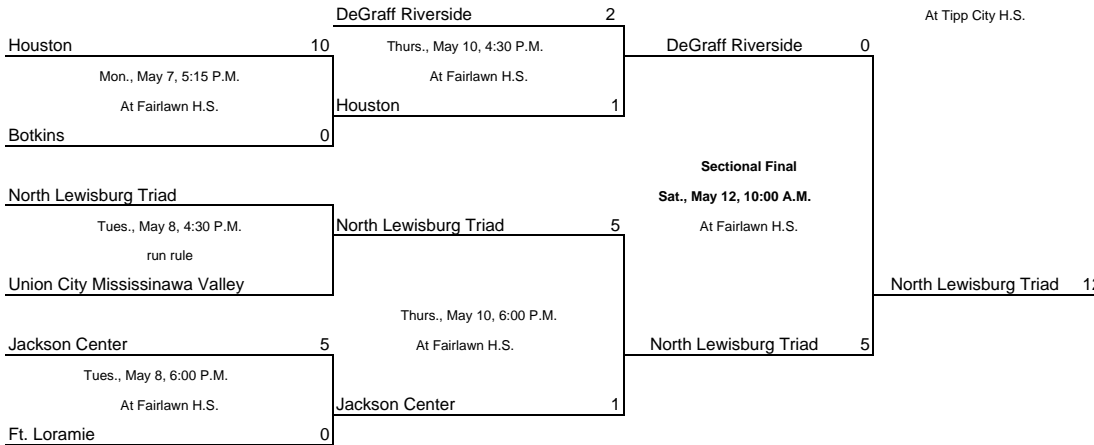 DeGraff Riverside 2
At Tipp City H.S.
Houston 10
Thurs., May 10, 4:30 P.M.
DeGraff Riverside 0
Mon., May 7, 5:15 P.M.
At Fairlawn H.S.
At Fairlawn H.S.
Houston 1
Botkins 0
Sectional Final
North Lewisburg Triad
Sat., May 12, 10:00 A.M.
Tues., May 8, 4:30 P.M.
North Lewisburg Triad 5
At Fairlawn H.S.
run rule
Union City Mississinawa Valley
North Lewisburg Triad
Thurs., May 10, 6:00 P.M.
Jackson Center 5
At Fairlawn H.S.
North Lewisburg Triad 5
Tues., May 8, 6:00 P.M.
At Fairlawn H.S.
Jackson Center 1
Ft. Loramie 0